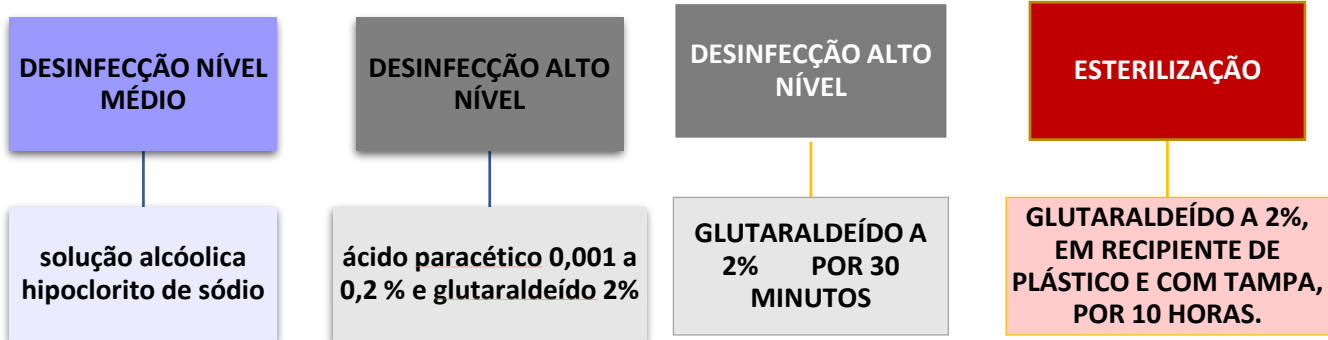 DESINFECÇÃO NÍVEL
MÉDIO
solução alcóolica
hipoclorito de sódio
DESINFECÇÃO ALTO
NÍVEL
ácido paracético 0,001 a
0,2 % e glutaraldeído 2%
DESINFECÇÃO ALTO
NÍVEL
GLUTARALDEÍDO A
2% POR 30
MINUTOS
ESTERILIZAÇÃO
GLUTARALDEÍDO A 2%,
EM RECIPIENTE DE
PLÁSTICO E COM TAMPA,
POR 10 HORAS.